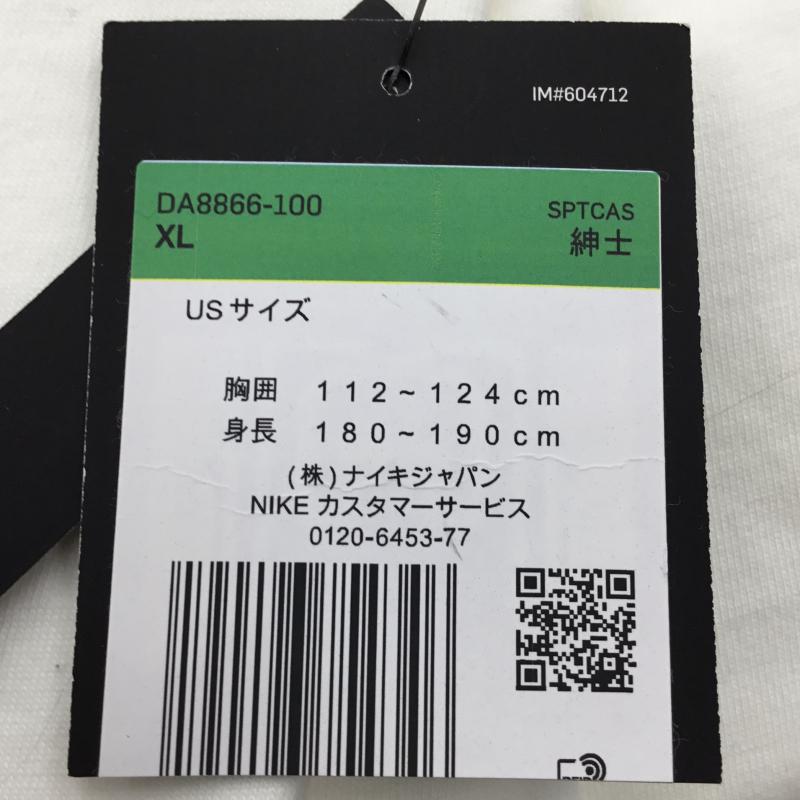 IM#604712
DA8866-100
SPTCAS
XL
紳士
USサイズ
胸囲 112~124cm
身長 180~190cm
(株)ナイキジャパン
NIKE カスタマーサービス
0120-6453-77